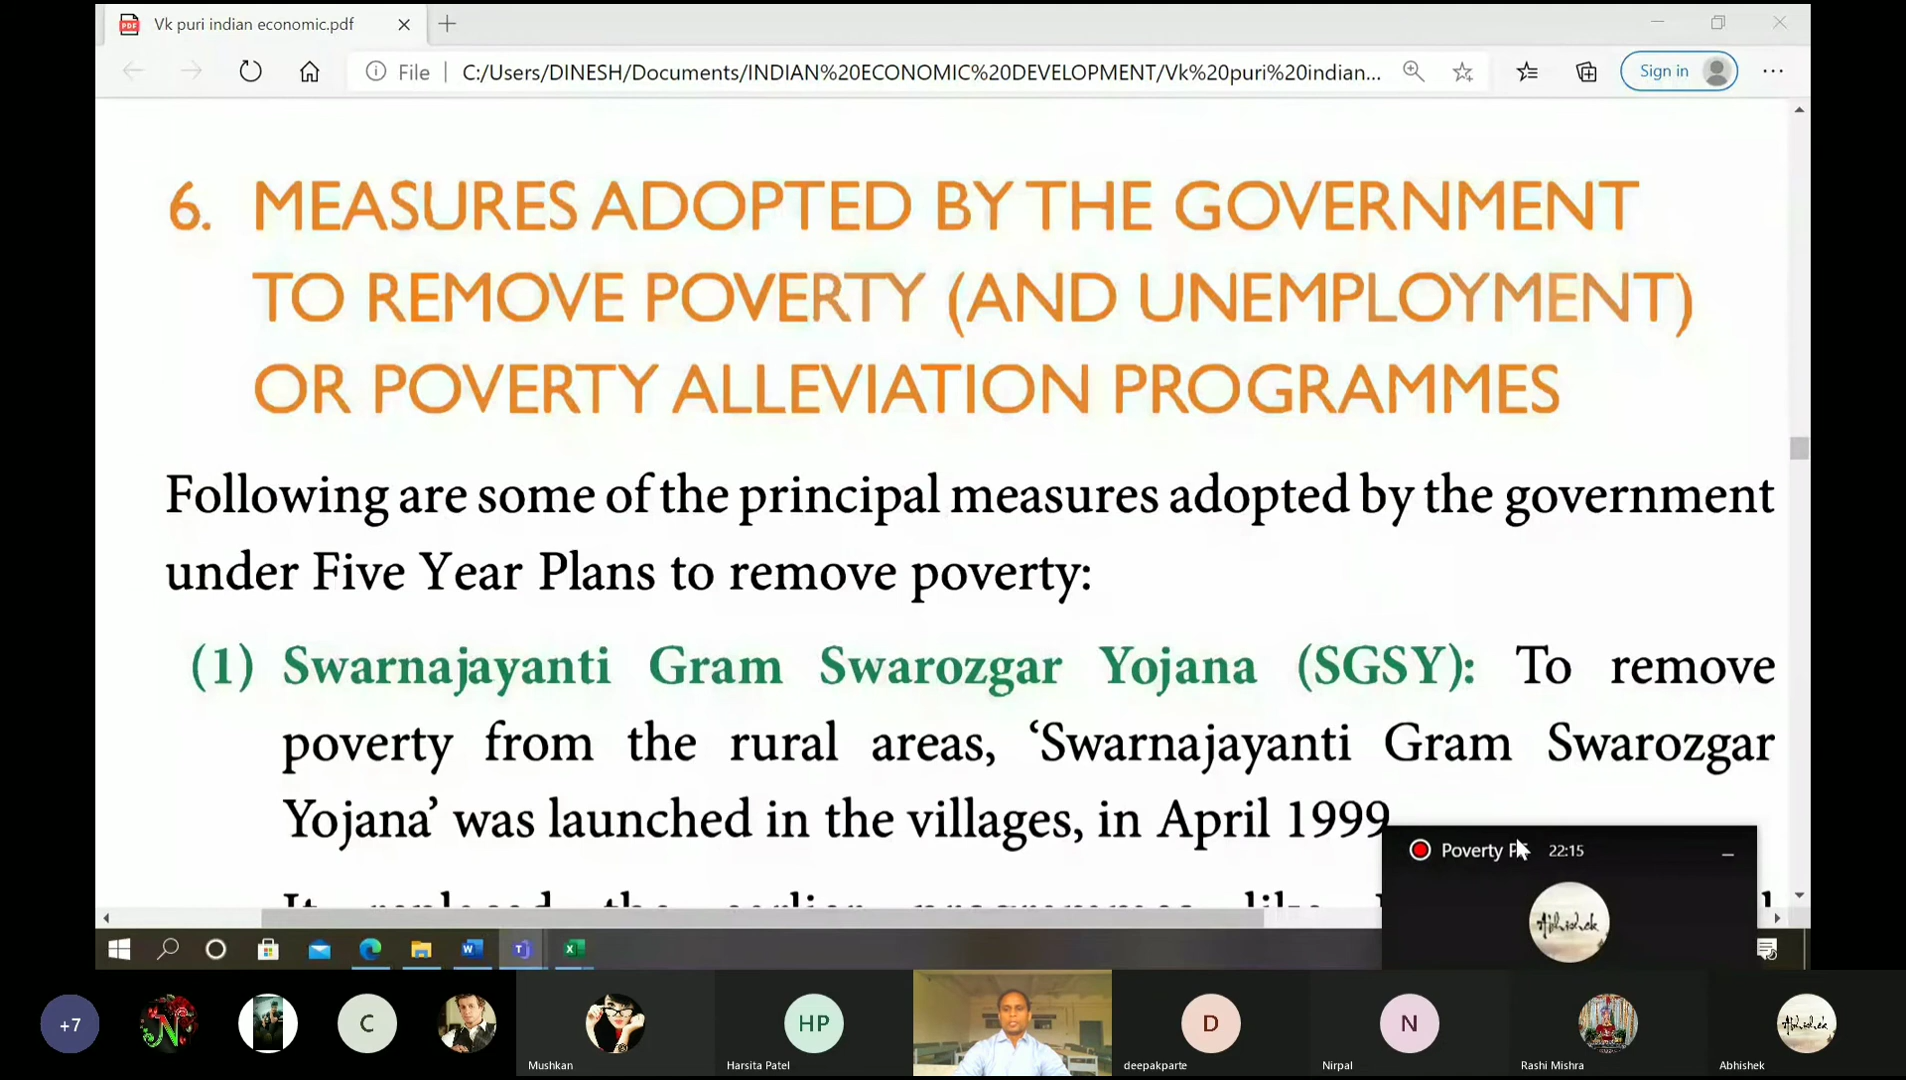 Vk puri indian economic.pdf
File
C:/Users/DINESH/Documents/INDIAN%20ECONOMIC%20DEVELOPMENT/Vk%20puri%20indian...
Sign in
6. MEASURES ADOPTED BY THE GOVERNMENT
TO REMOVE POVERTY (AND UNEMPLOYMENT)
OR POVERTY ALLEVIATION PROGRAMMES
Following are some of the principal measures adopted by the government
under Five Year Plans to remove poverty:
(1) Swarnajayanti Gram Swarozgar Yojana (SGSY): To remove
poverty from the rural areas, ‘Swarnajayanti Gram Swarozgar
Yojana’ was launched in the villages, in April 1999
It replaced the earlier programmes like
Poverty 22:15
Abhishek
+7
N
C
Mushkan
HP
Harsita Patel
D
deepakparte
N
Nirpal
Rashi Mishra
Abhishek
Abhishek